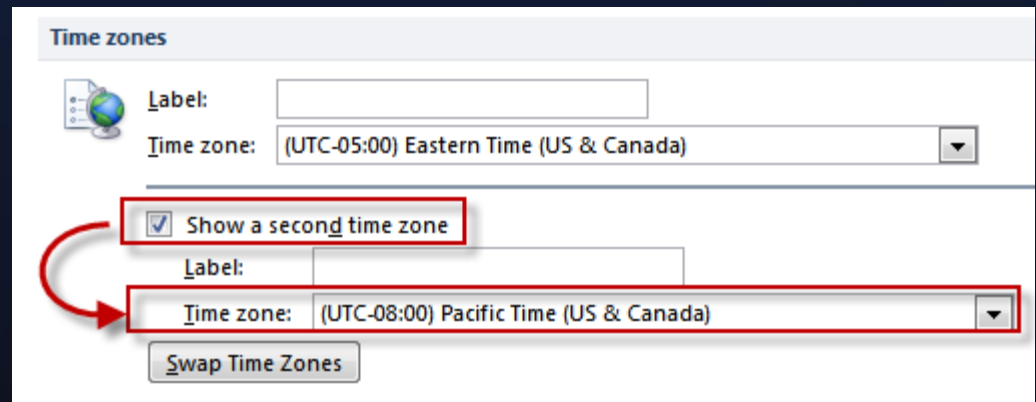 Time zones
Label:
Time zone: (UTC-05:00) Eastern Time (US & Canada)
Show a second time zone
Label:
Time zone: (UTC-08:00) Pacific Time (US & Canada)
Swap Time Zones